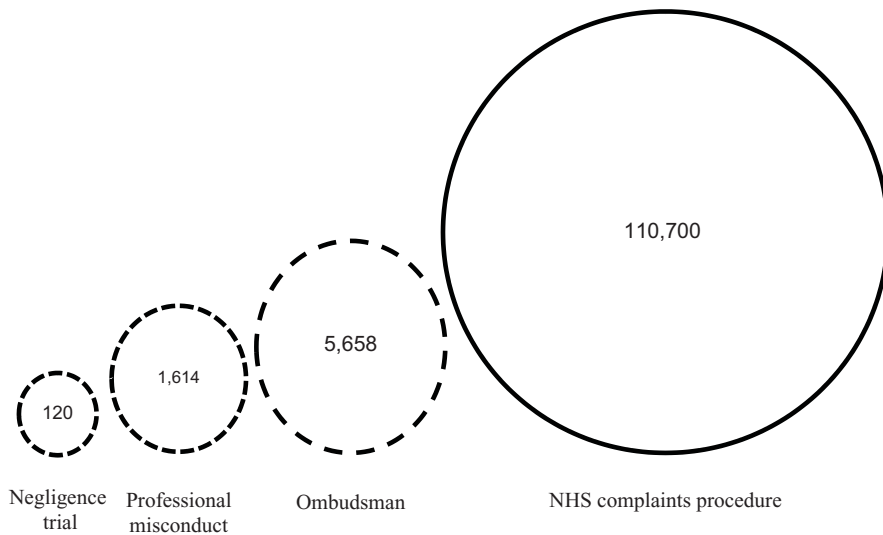 110,700
5,658
1,614
120
Negligence
trial
Professional
misconduct
Ombudsman
NHS complaints procedure